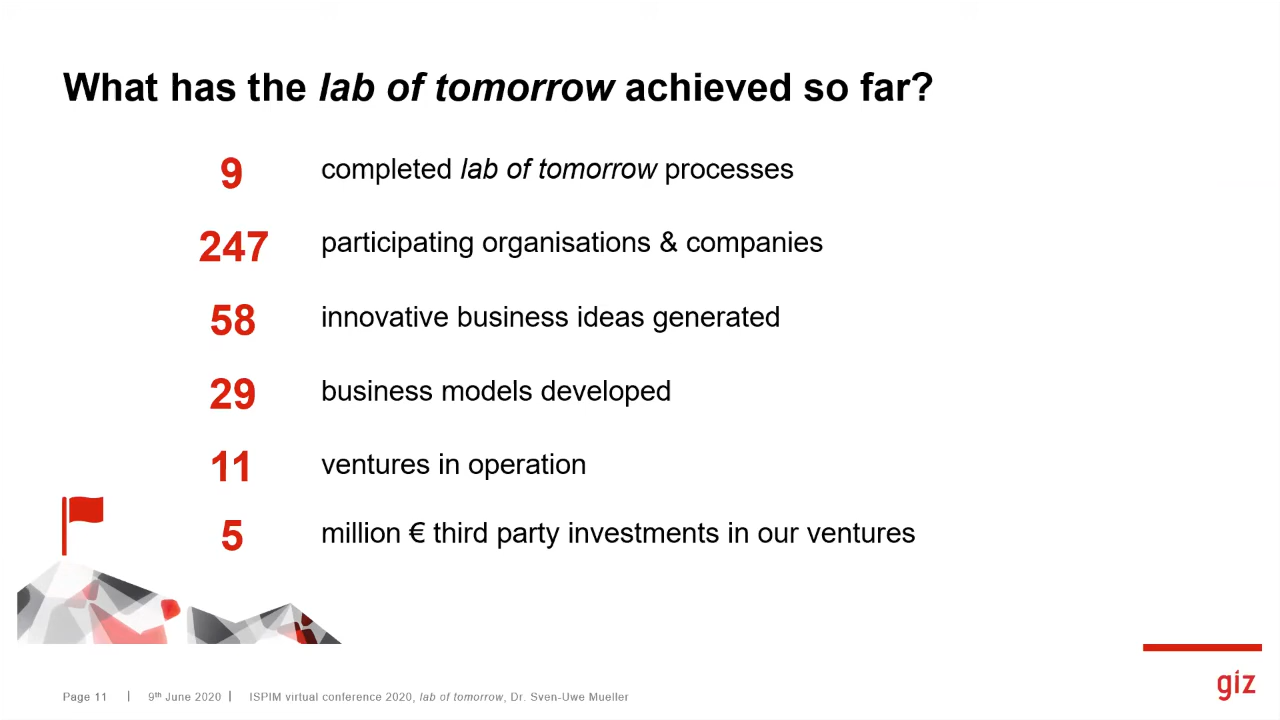 What has the lab of tomorrow achieved so far?
9 completed lab of tomorrow processes
247 participating organisations & companies
58 innovative business ideas generated
29 business models developed
11 ventures in operation
5 million € third party investments in our ventures
Page 11 | 9th June 2020 | ISPIM virtual conference 2020, lab of tomorrow, Dr. Sven-Uwe Mueller
giz